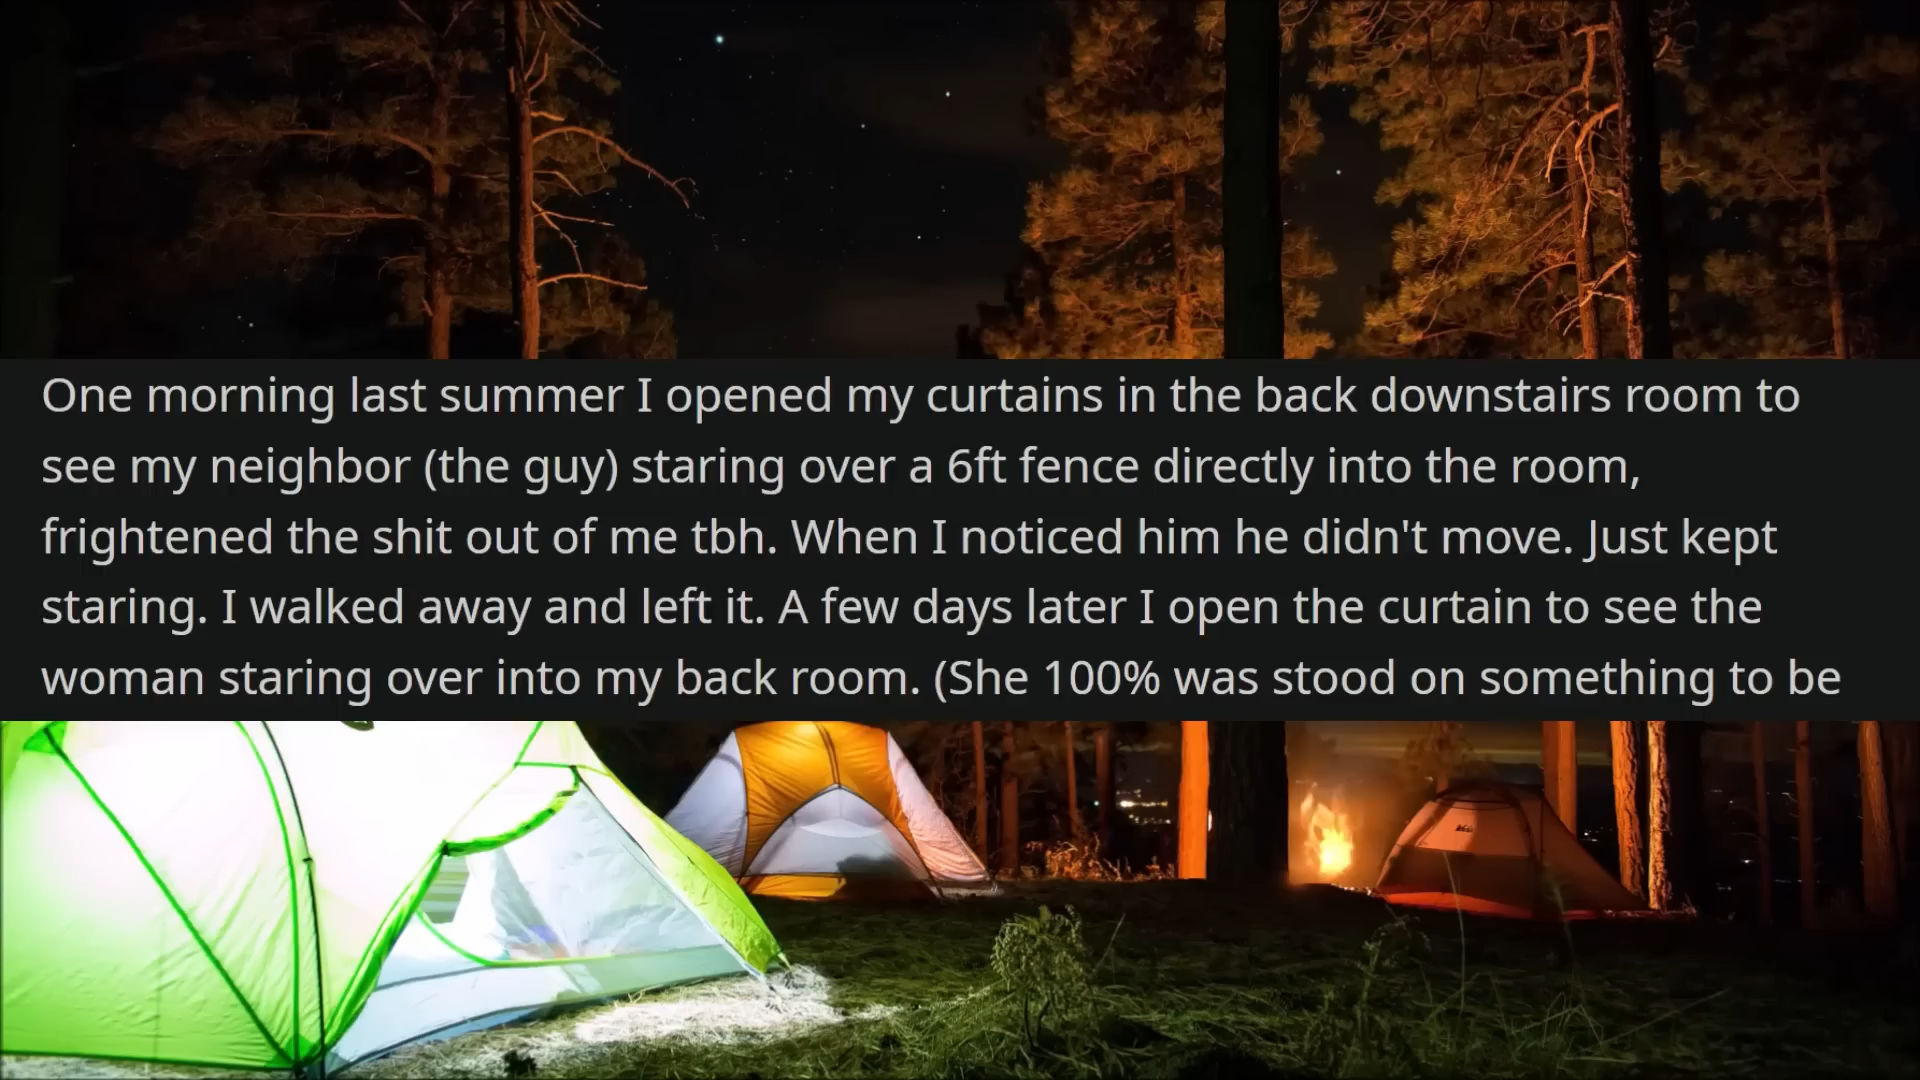 One morning last summer I opened my curtains in the back downstairs room to
see my neighbor (the guy) staring over a 6ft fence directly into the room,
frightened the shit out of me tbh. When I noticed him he didn't move. Just kept
staring. I walked away and left it. A few days later I open the curtain to see the
woman staring over into my back room. (She 100% was stood on something to be